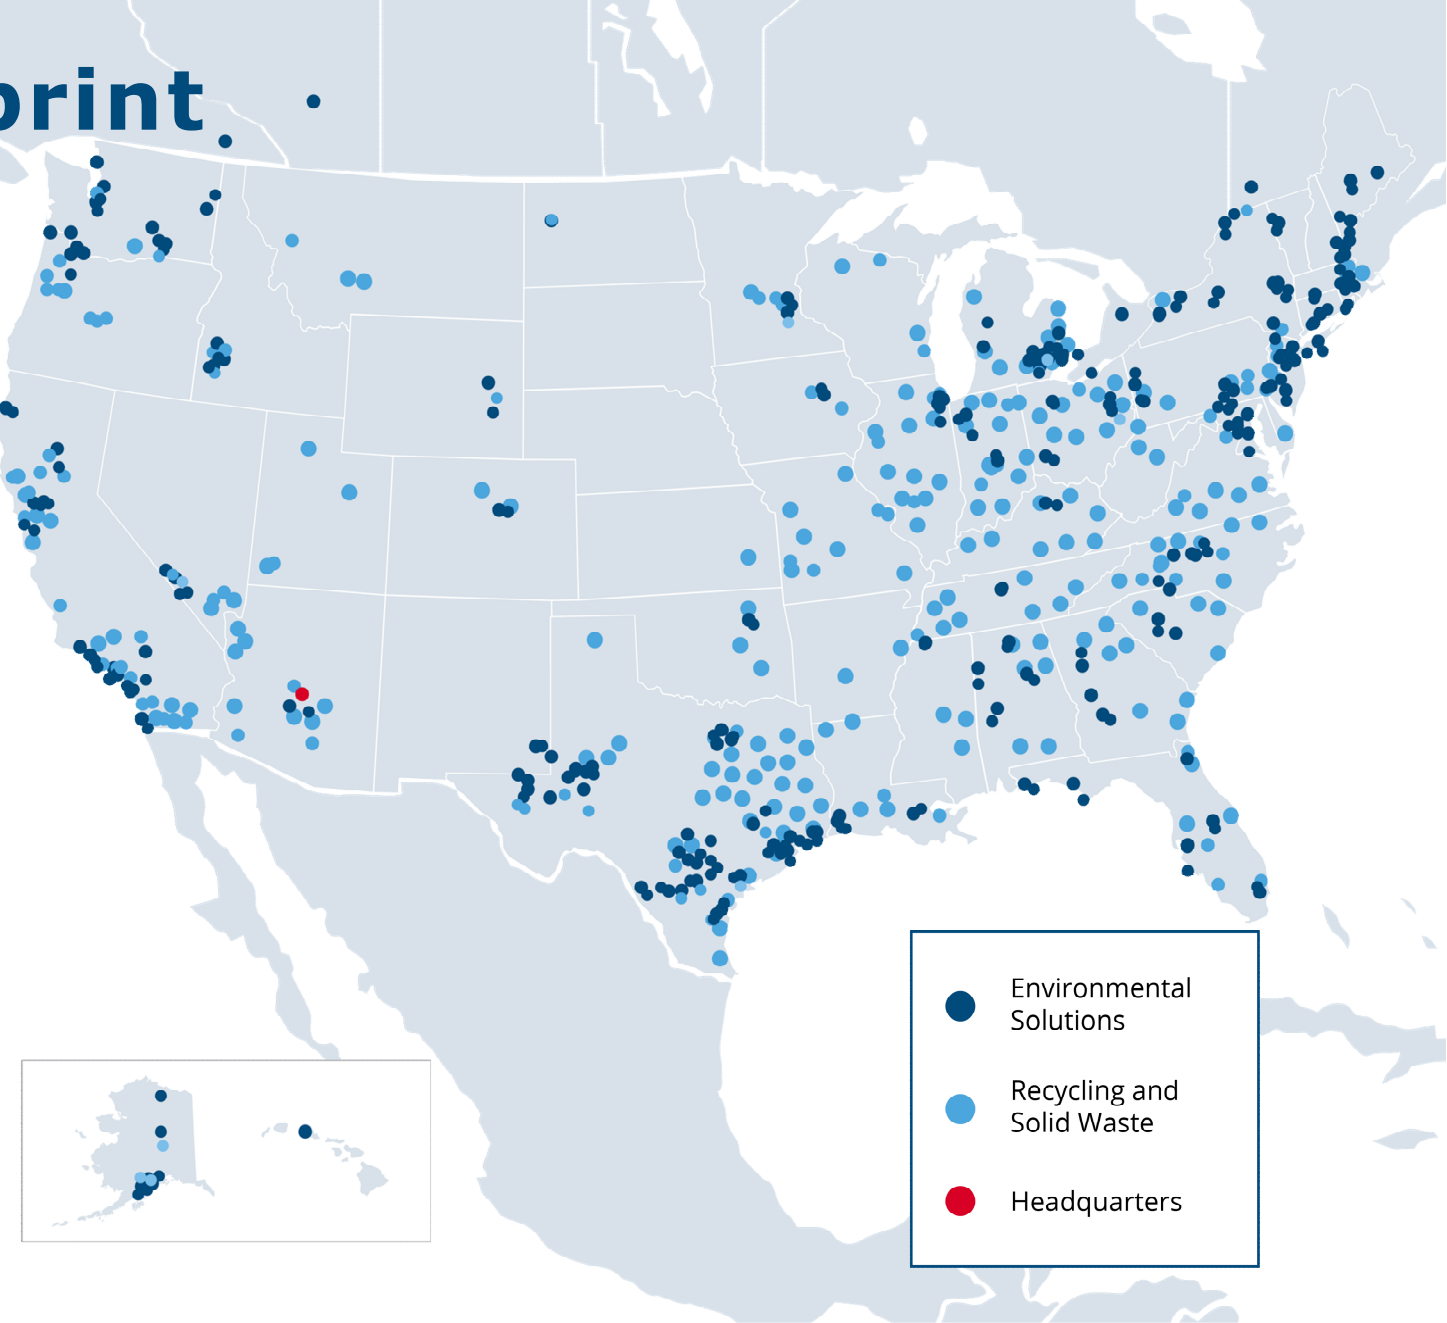 print
Environmental
Solutions
Recycling and
Solid Waste
Headquarters